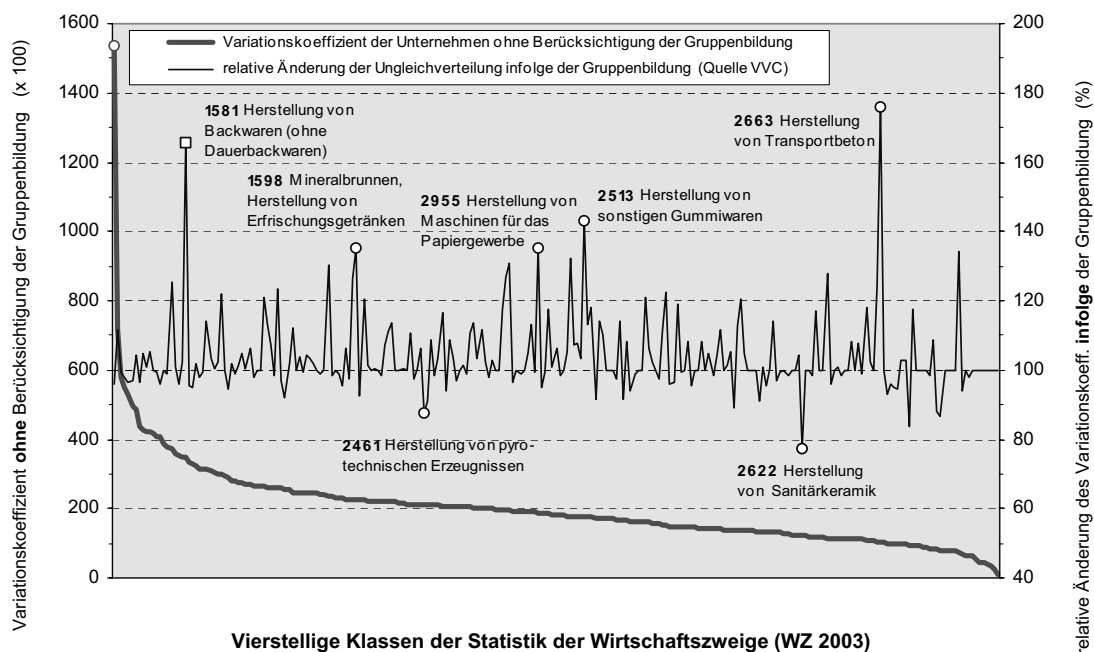 Variationskoeffizient ohne Berücksichtigung der Gruppenbildung (x 100)
1600
1400
1200
1000
800
600
400
200
0
Variationskoeffizient der Unternehmen ohne Berücksichtigung der Gruppenbildung
relative Änderung der Ungleichverteilung infolge der Gruppenbildung (Quelle VVC)
1581 Herstellung von
Backwaren (ohne
Dauerbackwaren)
1598 Mineralbrunnen,
Herstellung von
Erfrischungsgetränken
2955 Herstellung von
Maschinen für das
Papiergewerbe
2513 Herstellung von
sonstigen Gummiwaren
2663 Herstellung
von Transportbeton
2461 Herstellung von pyro-
technischen Erzeugnissen
2622 Herstellung
von Sanitärkeramik
200
180
160
140
120
100
80
60
40
relative Änderung des Variationskoeff. infolge der Gruppenbildung (%)
Vierstellige Klassen der Statistik der Wirtschaftszweige (WZ 2003)